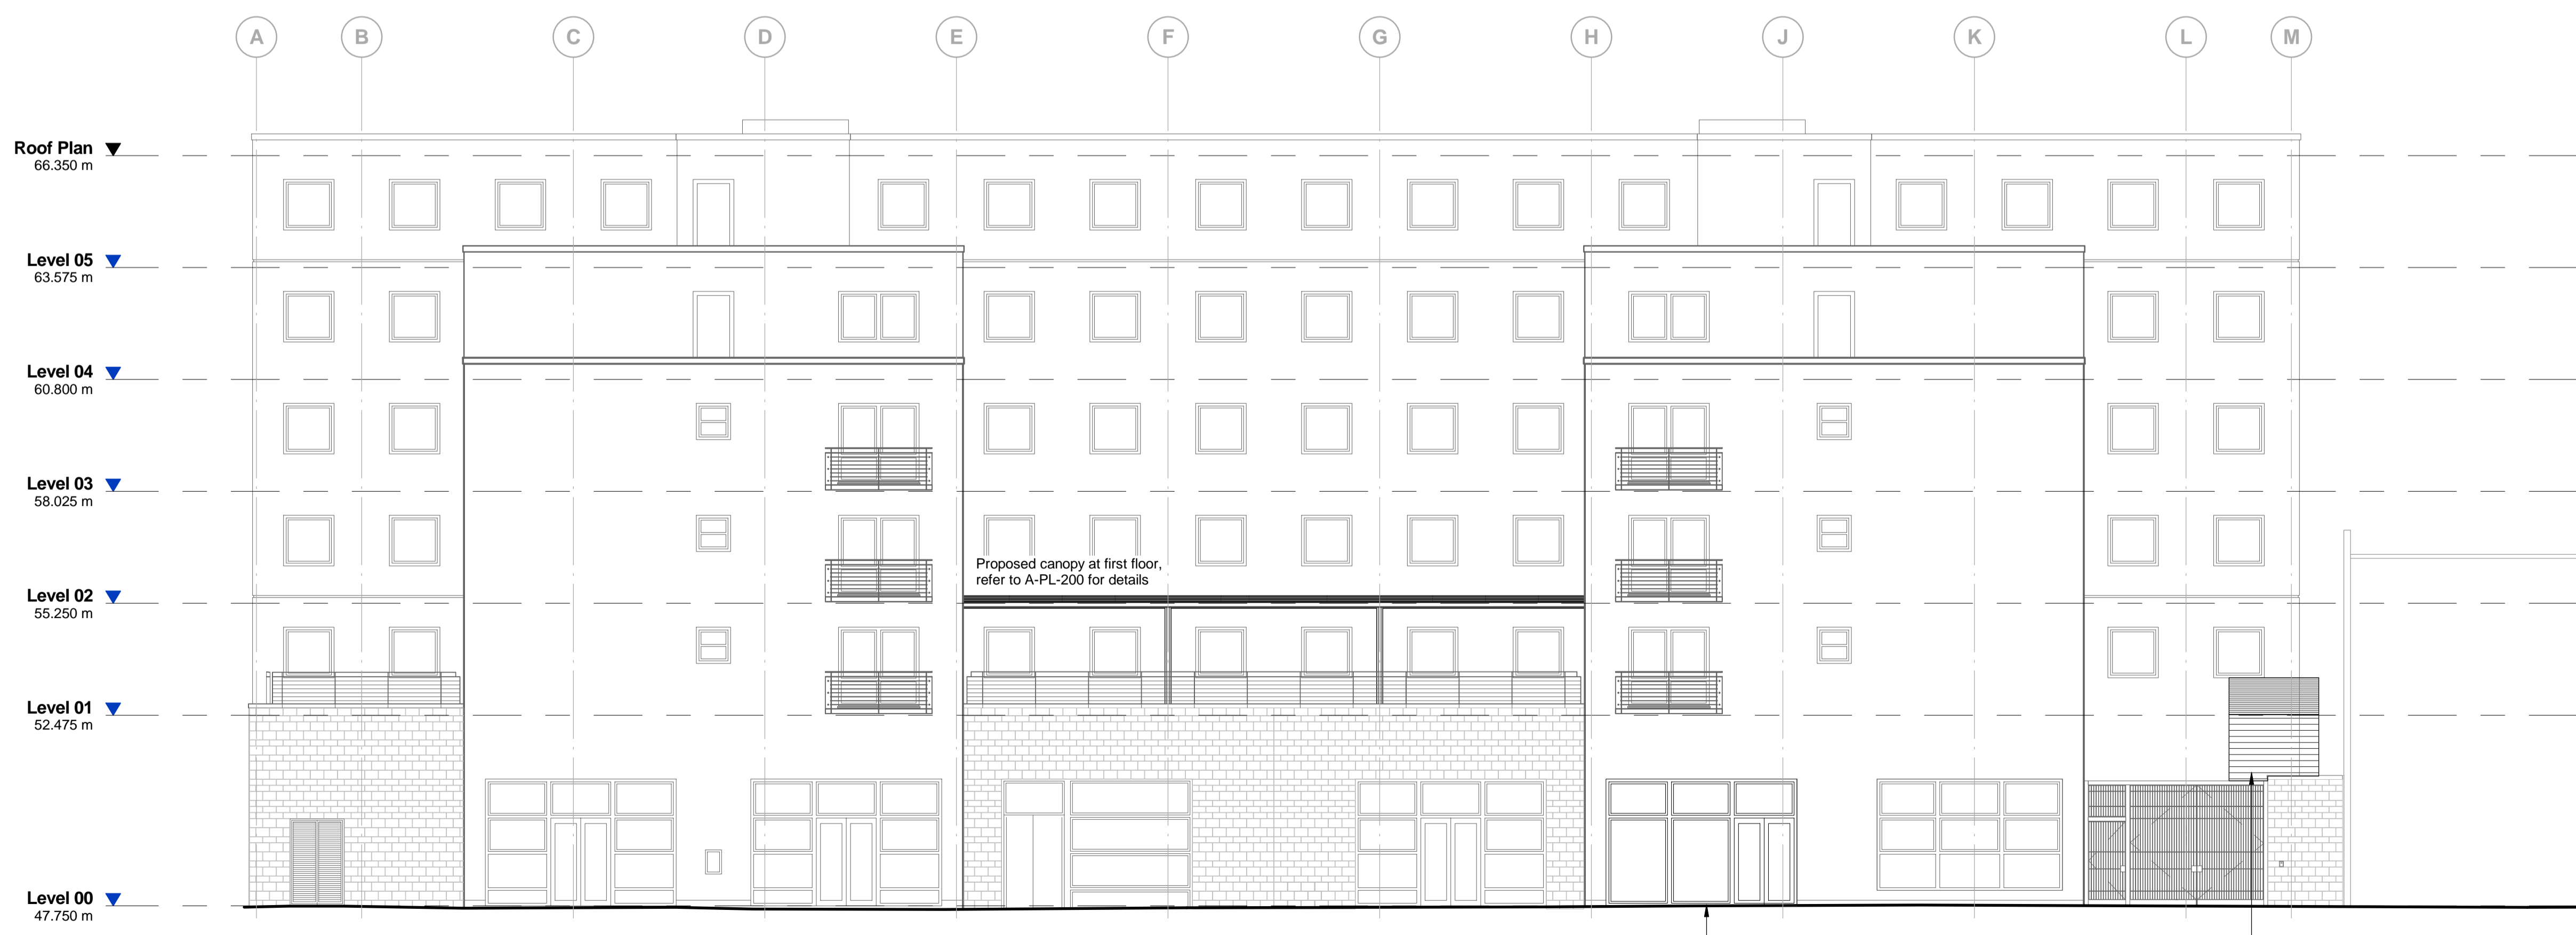 A B C D E F G H J K L M
Roof Plan
66.350 m
Level 05
63.575 m
Level 04
60.800 m
Level 03
58.025 m
Proposed canopy at first floor,
refer to A-PL-200 for details
Level 02
55.250 m
Level 01
52.475 m
Level 00
47.750 m